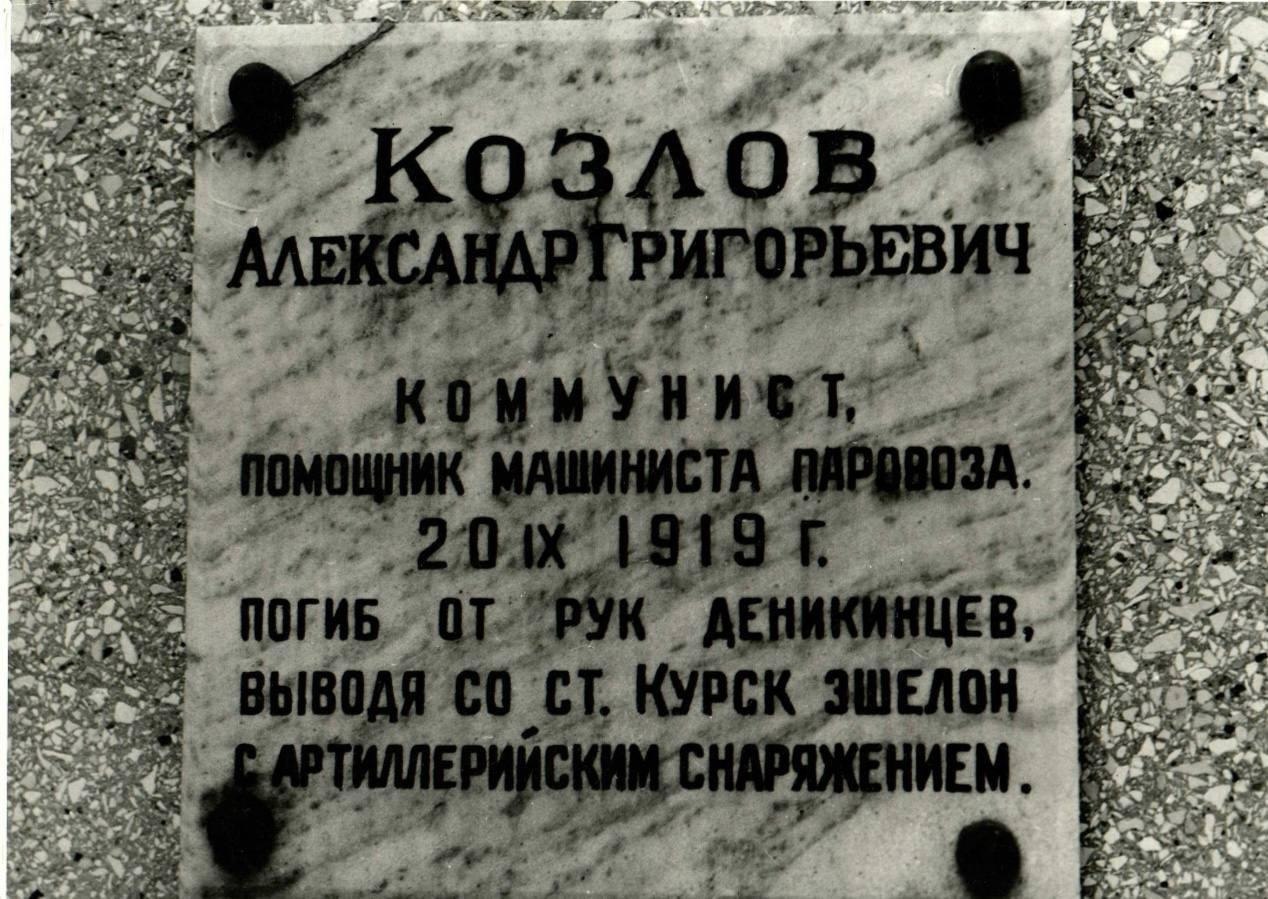 Козлов
Александр Григорьевич
коммунист,
помощник машиниста паровоза.
20 IX 1919 г.
погиб от рук деникинцев,
выводя со ст. Курск эшелон
с артиллерийским снаряжением.